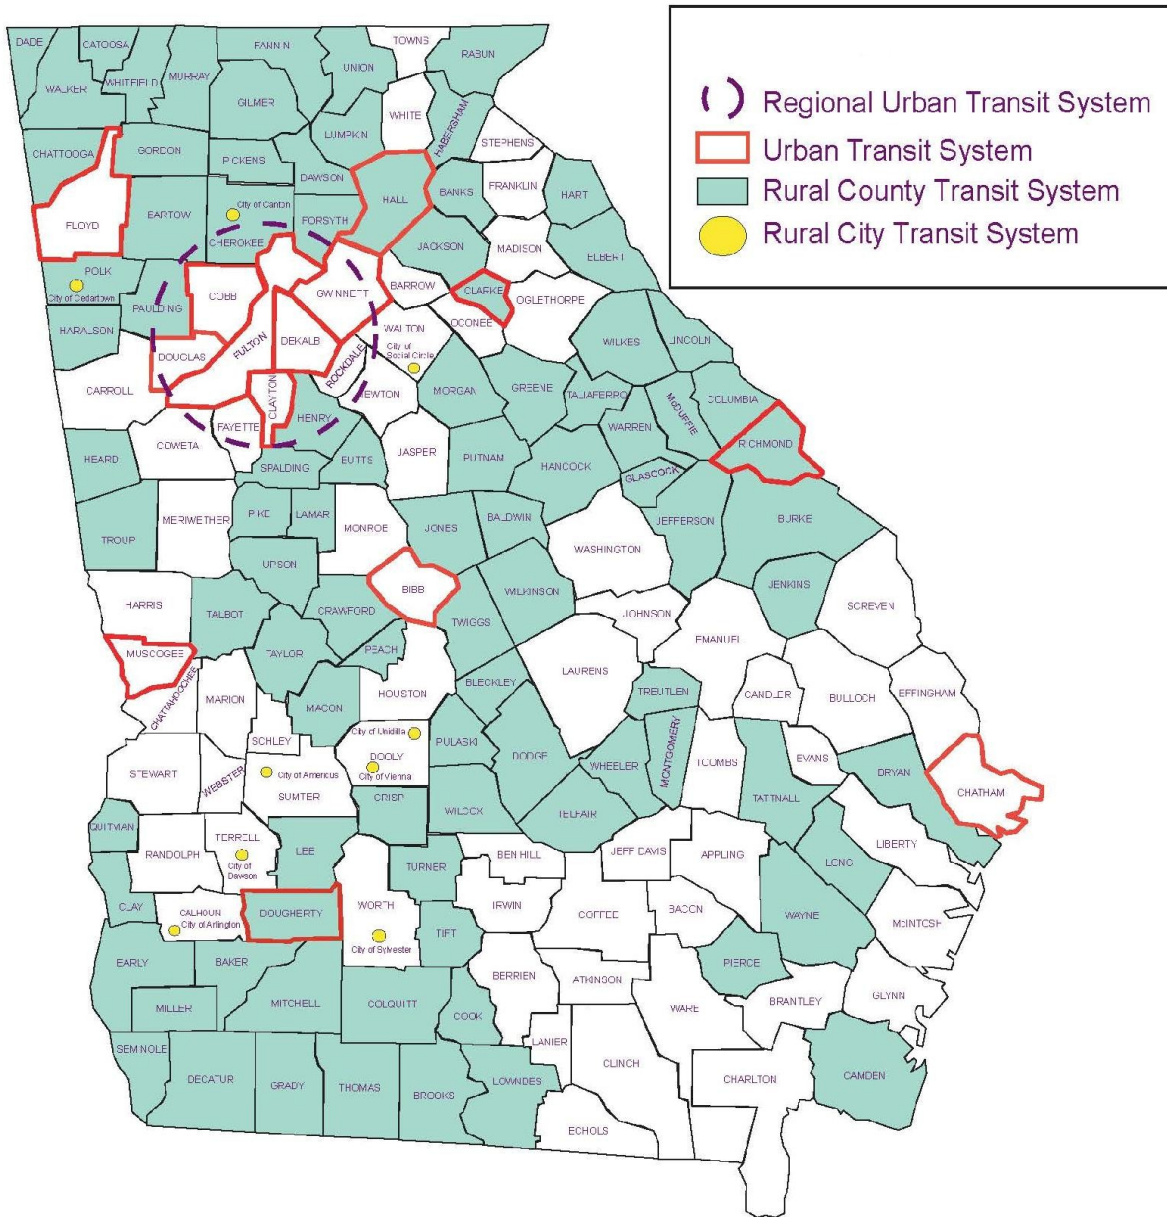 Regional Urban Transit System
Urban Transit System
Rural County Transit System
Rural City Transit System
DADE
CATOOSA
FANNIN
TOWNS
RABUN
WALKER
WHITFIELD
MURRAY
UNION
GILMER
WHITE
HABERSHAM
LUMPKIN
STEPHENS
CHATTOOGA
GORDON
PICKENS
DAWSON
HALL
BANKS
FRANKLIN
HART
FLOYD
BARTOW
City of Canton
CHEROKEE
FORSYTH
JACKSON
MADISON
ELBERT
POLK
City of Cedartown
PAULDING
COBB
GWINNETT
BARROW
CLARKE
OGLETHORPE
OCONEE
HARALSON
DOUGLAS
FULTON
DEKALB
WALTON
City of
Social Circle
ROCKDALE
WILKES
LINCOLN
CARROLL
CLAYTON
NEWTON
MORGAN
GREENE
TALIAFERRO
McDUFFIE
COLUMBIA
FAYETTE
HENRY
WARREN
RICHMOND
COWETA
HEARD
SPALDING
BUTTS
JASPER
PUTNAM
HANCOCK
GLASCOCK
TROUP
MERIWETHER
PIKE
LAMAR
MONROE
JONES
BALDWIN
WASHINGTON
JEFFERSON
BURKE
UPSON
BIBB
WILKINSON
JENKINS
SCREVEN
HARRIS
TALBOT
CRAWFORD
TWIGGS
JOHNSON
EMANUEL
MUSCOGEE
TAYLOR
PEACH
HOUSTON
BLECKLEY
LAURENS
TREUTLEN
CANDLER
BULLOCH
EFFINGHAM
CHATTAHOOCHEE
MARION
MACON
SCHLEY
City of Unidilla
DOOLY
City of Vienna
PULASKI
DODGE
WHEELER
MONTGOMERY
TOOMBS
EVANS
BRYAN
CHATHAM
STEWART
WEBSTER
City of Americus
SUMTER
CRISP
WILCOX
TELFAIR
TATTNALL
QUITMAN
RANDOLPH
TERRELL
City of
Dawson
LEE
TURNER
BEN HILL
JEFF DAVIS
APPLING
LONG
LIBERTY
CLAY
CALHOUN
City of Arlington
DOUGHERTY
WORTH
City of Sylvester
TIFT
IRWIN
COFFEE
BACON
WAYNE
McINTOSH
EARLY
BAKER
MILLER
MITCHELL
COLQUITT
COOK
BERRIEN
ATKINSON
WARE
PIERCE
BRANTLEY
GLYNN
SEMINOLE
DECATUR
GRADY
THOMAS
BROOKS
LOWNDES
LANIER
CLINCH
ECHOLS
CHARLTON
CAMDEN